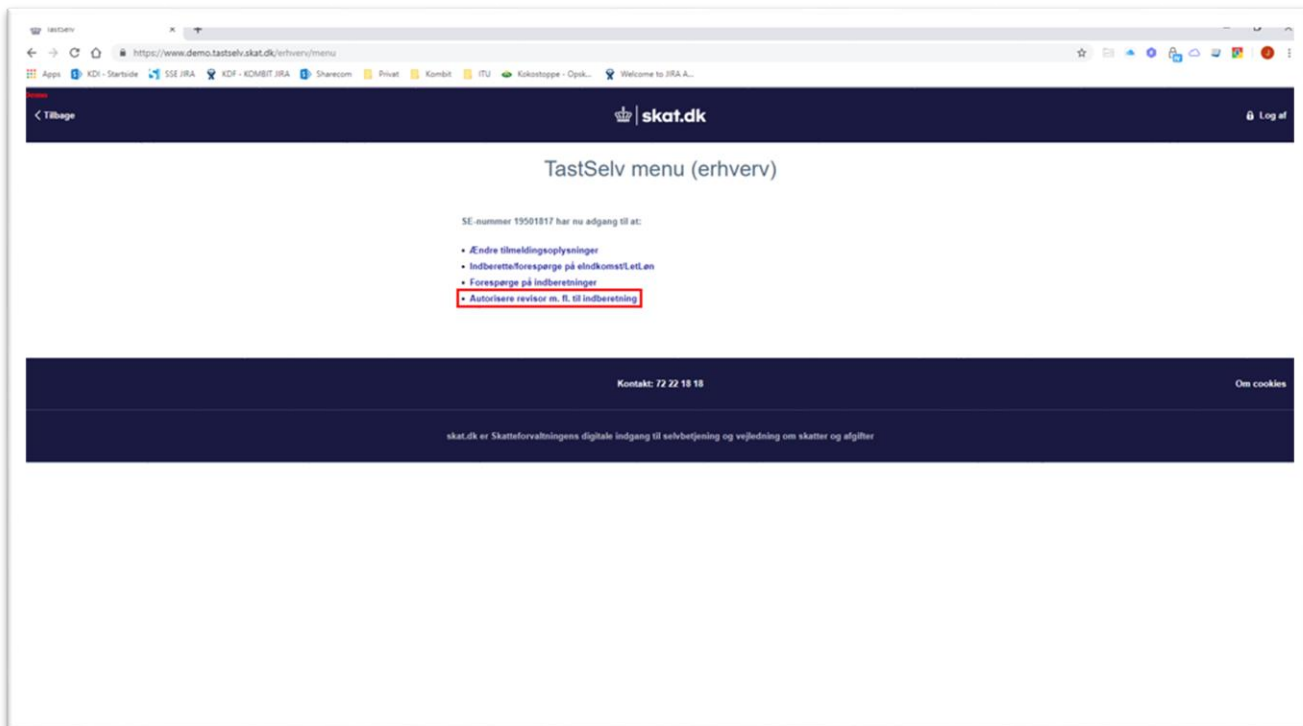 TastSelv
https://www.demo.tastselv.skat.dk/erhverv/menu
Apps KDI - Startside SSE JIRA KDF - KOMBIT JIRA Sharecom Privat Kombit ITU Kokostoppe - Opsk... Welcome to JIRA A...
Demo
Tilbage skat.dk Log af
TastSelv menu (erhverv)
SE-nummer 19501817 har nu adgang til at:
• Ændre tilmeldingsoplysninger
• Indberette/forespørge på eIndkomst/LetLøn
• Forespørge på indberetninger
• Autorisere revisor m. fl. til indberetning
Kontakt: 72 22 18 18 Om cookies
skat.dk er Skatteforvaltningens digitale indgang til selvbetjening og vejledning om skatter og afgifter